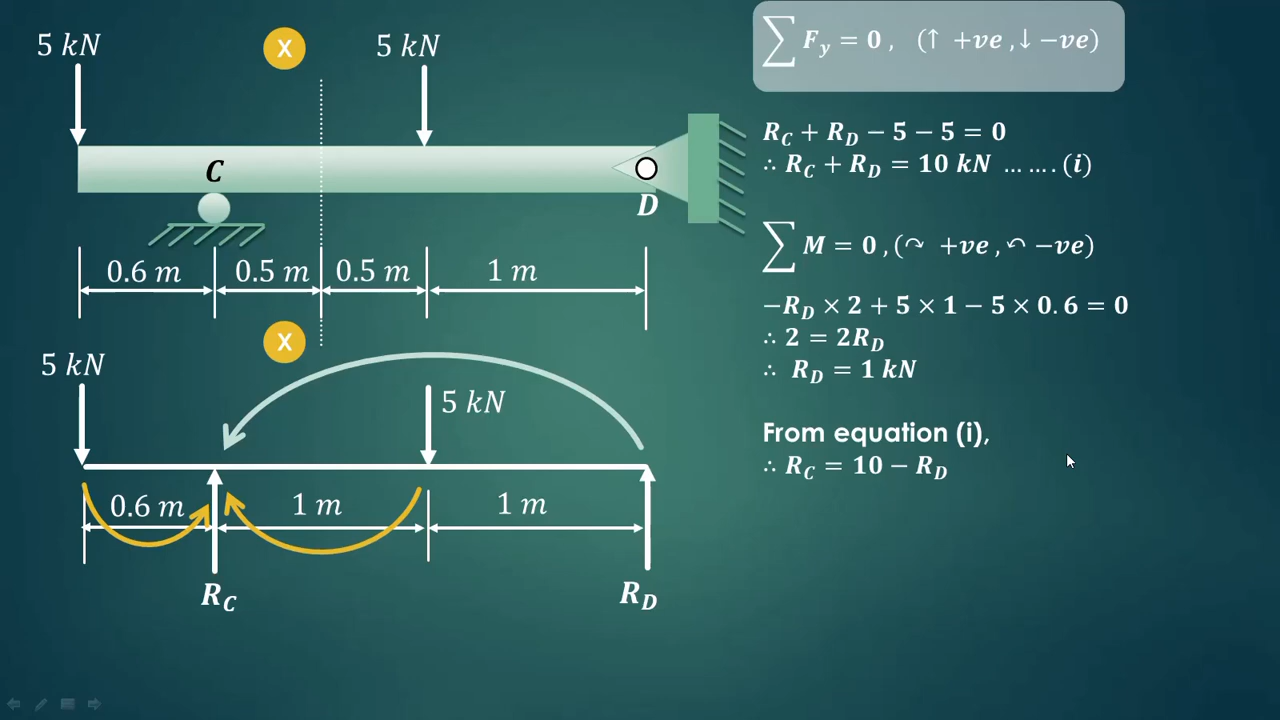 5 kN
X
5 kN
C
D
0.6 m
0.5 m
0.5 m
1 m
X
5 kN
5 kN
0.6 m
1 m
1 m
R_C
R_D
∑ F_y = 0 , (↑ +ve ,↓ −ve)
R_C + R_D − 5 − 5 = 0
∴ R_C + R_D = 10 kN … … . (i)
∑ M = 0 , (↷ +ve , ↶ −ve)
−R_D × 2 + 5 × 1 − 5 × 0.6 = 0
∴ 2 = 2R_D
∴ R_D = 1 kN
From equation (i),
∴ R_C = 10 − R_D